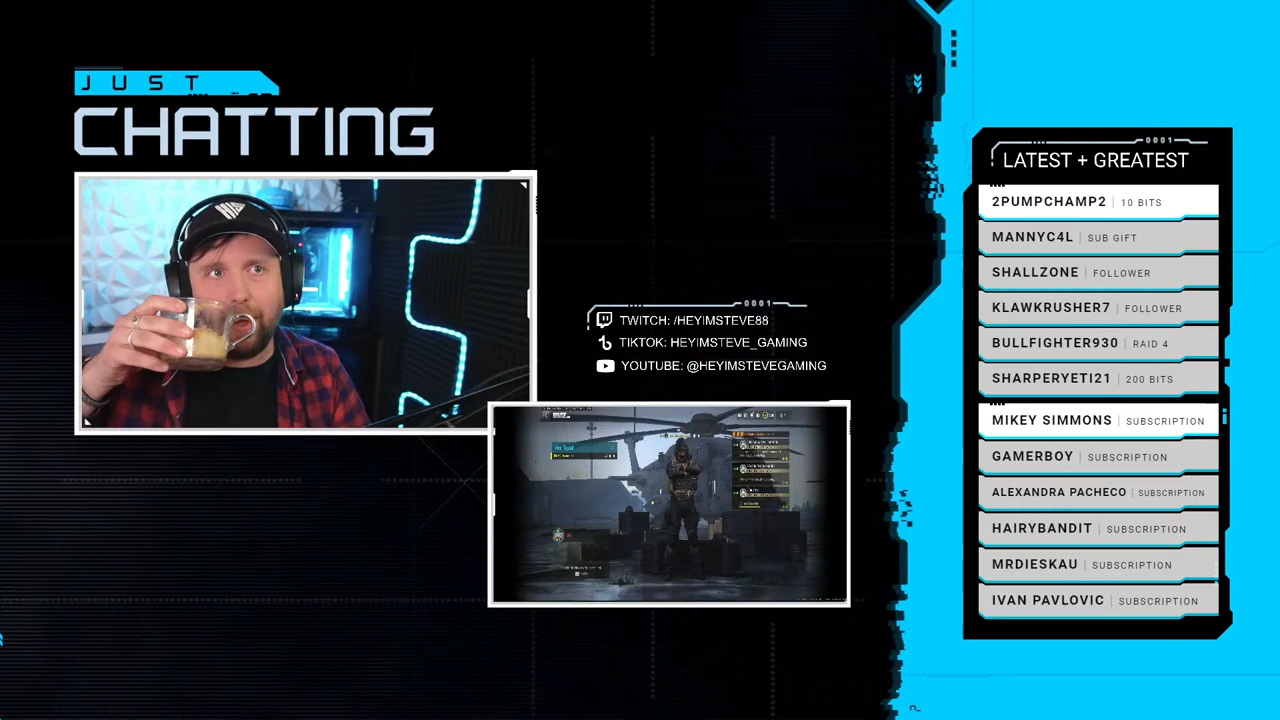 JUST
CHATTING
0001
TWITCH: /HEYIMSTEVE88
TIKTOK: HEYIMSTEVE_GAMING
YOUTUBE: @HEYIMSTEVEGAMING
0001
LATEST + GREATEST
2PUMPCHAMP2 | 10 BITS
MANNYC4L | SUB GIFT
SHALLZONE | FOLLOWER
KLAWKRUSHER7 | FOLLOWER
BULLFIGHTER930 | RAID 4
SHARPERYETI21 | 200 BITS
MIKEY SIMMONS | SUBSCRIPTION
GAMERBOY | SUBSCRIPTION
ALEXANDRA PACHECO | SUBSCRIPTION
HAIRYBANDIT | SUBSCRIPTION
MRDIESKAU | SUBSCRIPTION
IVAN PAVLOVIC | SUBSCRIPTION